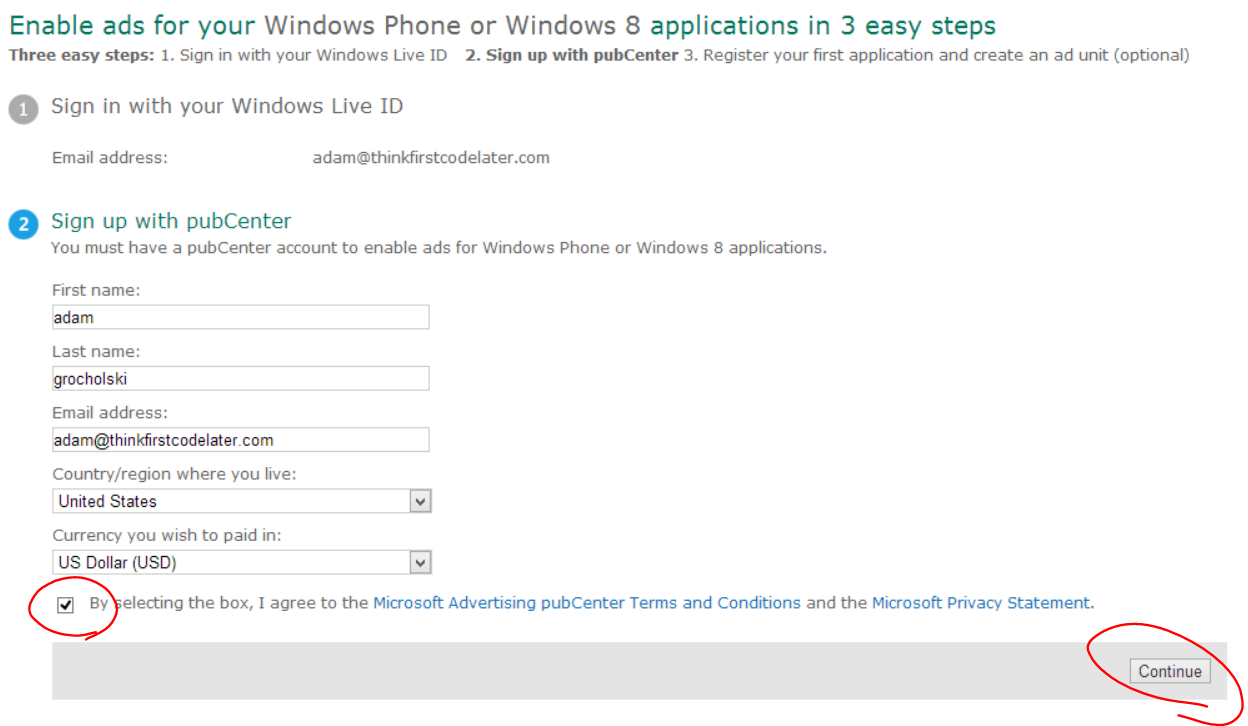 Enable ads for your Windows Phone or Windows 8 applications in 3 easy steps
Three easy steps: 1. Sign in with your Windows Live ID 2. Sign up with pubCenter 3. Register your first application and create an ad unit (optional)
1 Sign in with your Windows Live ID
Email address: adam@thinkfirstcodelater.com
2 Sign up with pubCenter
You must have a pubCenter account to enable ads for Windows Phone or Windows 8 applications.
First name:
adam
Last name:
grocholski
Email address:
adam@thinkfirstcodelater.com
Country/region where you live:
United States
Currency you wish to paid in:
US Dollar (USD)
By selecting the box, I agree to the Microsoft Advertising pubCenter Terms and Conditions and the Microsoft Privacy Statement.
Continue